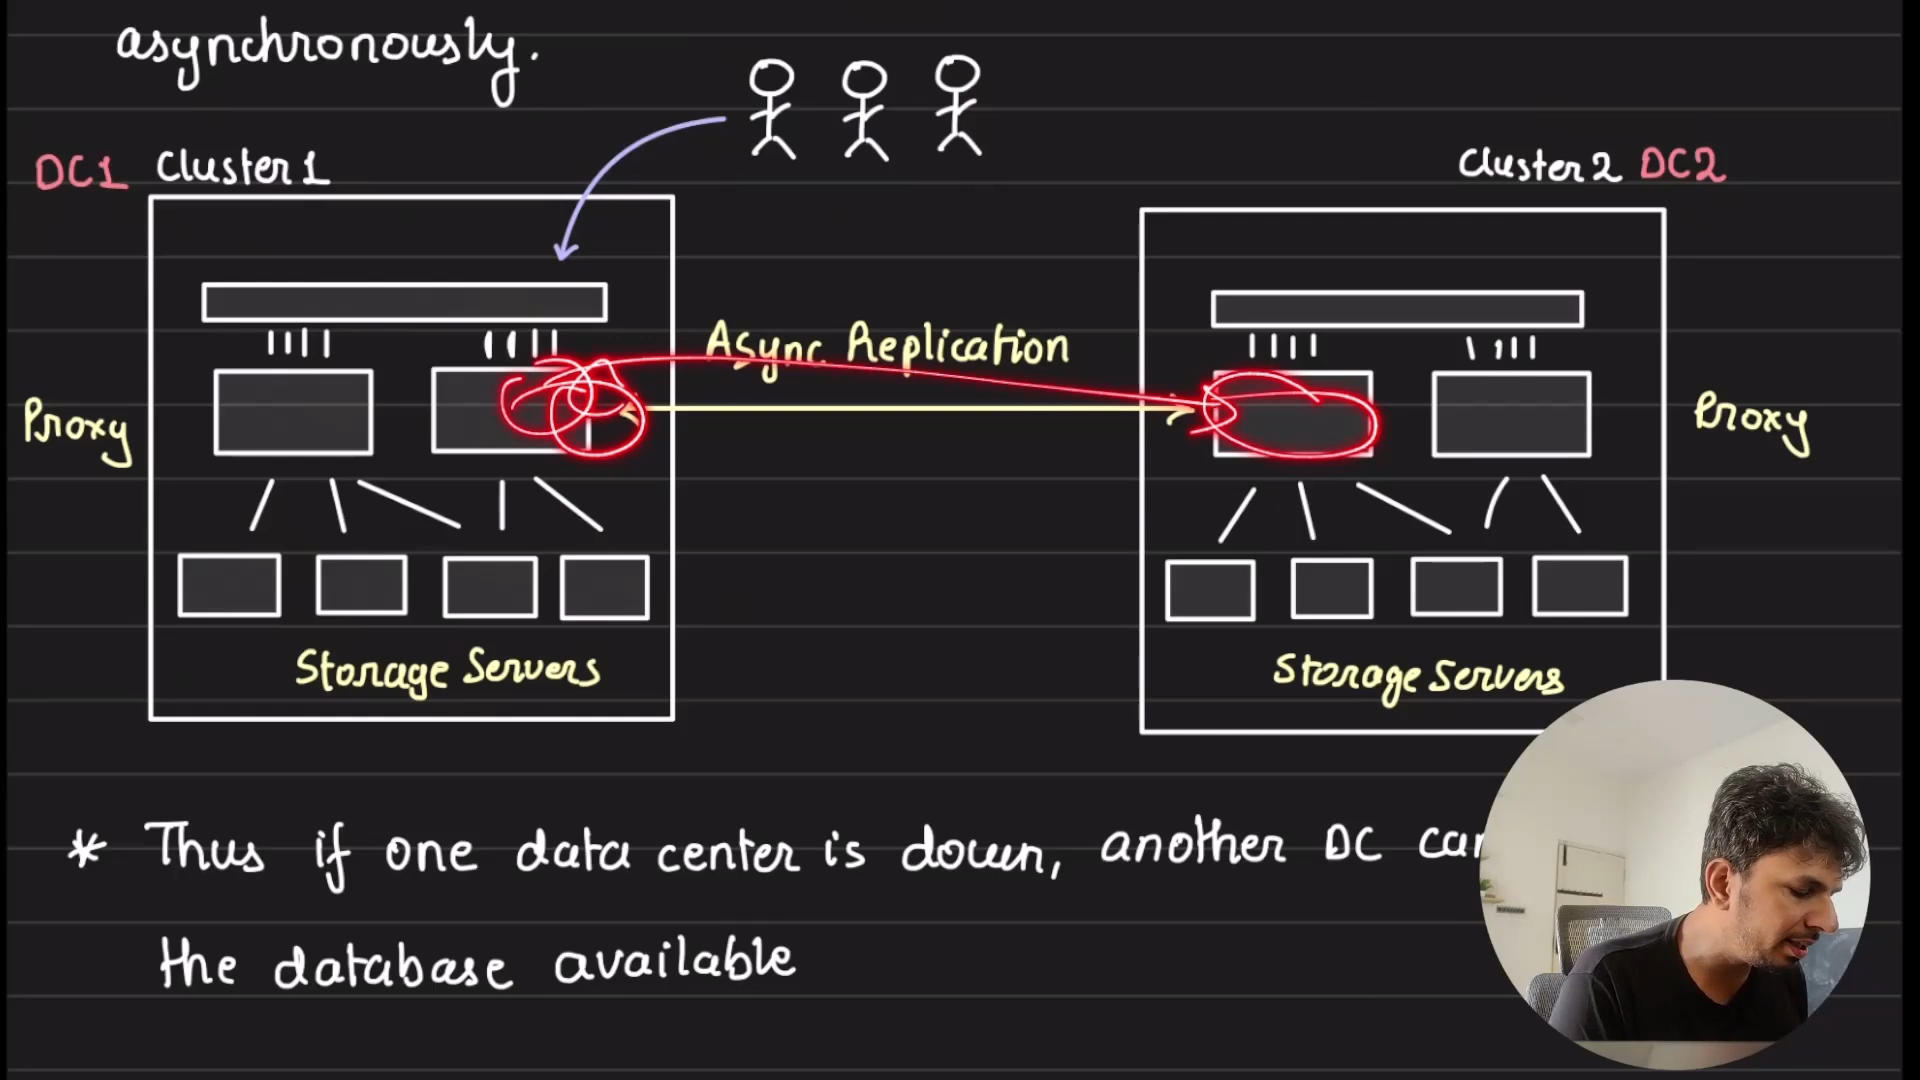 asynchronously.
DC1 Cluster 1
Cluster 2 DC2
Async Replication
Proxy
Proxy
Storage Servers
Storage Servers
* Thus if one data center is down, another DC can
the database available